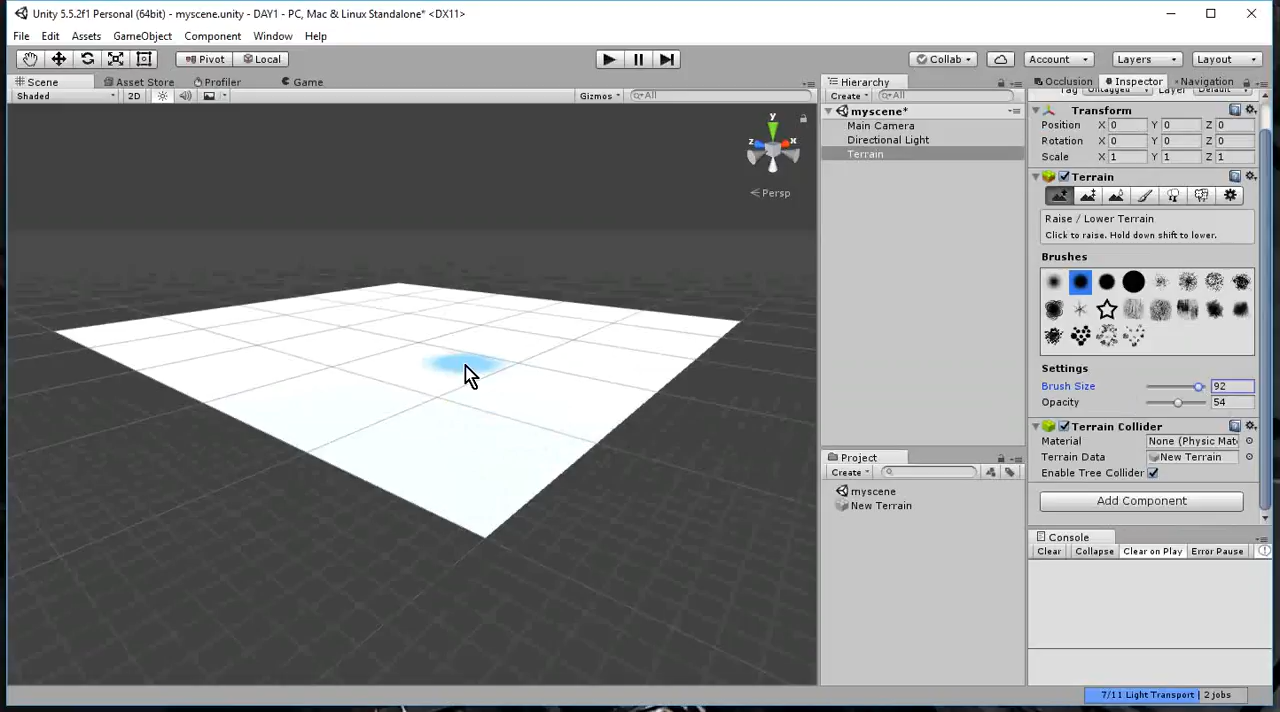 Unity 5.5.2f1 Personal (64bit) - myscene.unity - DAY1 - PC, Mac & Linux Standalone* <DX11>
File Edit Assets GameObject Component Window Help
Pivot Local Collab Account Layers Layout
Scene Asset Store Profiler Game
Shaded 2D Gizmos All
y
z x
Persp
Hierarchy
Create All
myscene*
Main Camera
Directional Light
Terrain
Project
Create
myscene
New Terrain
Occlusion Inspector Navigation
Tag Untagged Layer Default
Transform
Position X 0 Y 0 Z 0
Rotation X 0 Y 0 Z 0
Scale X 1 Y 1 Z 1
Terrain
Raise / Lower Terrain
Click to raise. Hold down shift to lower.
Brushes
Settings
Brush Size 92
Opacity 54
Terrain Collider
Material None (Physic Mat
Terrain Data New Terrain
Enable Tree Collider
Add Component
Console
Clear Collapse Clear on Play Error Pause
7/11 Light Transport | 2 jobs